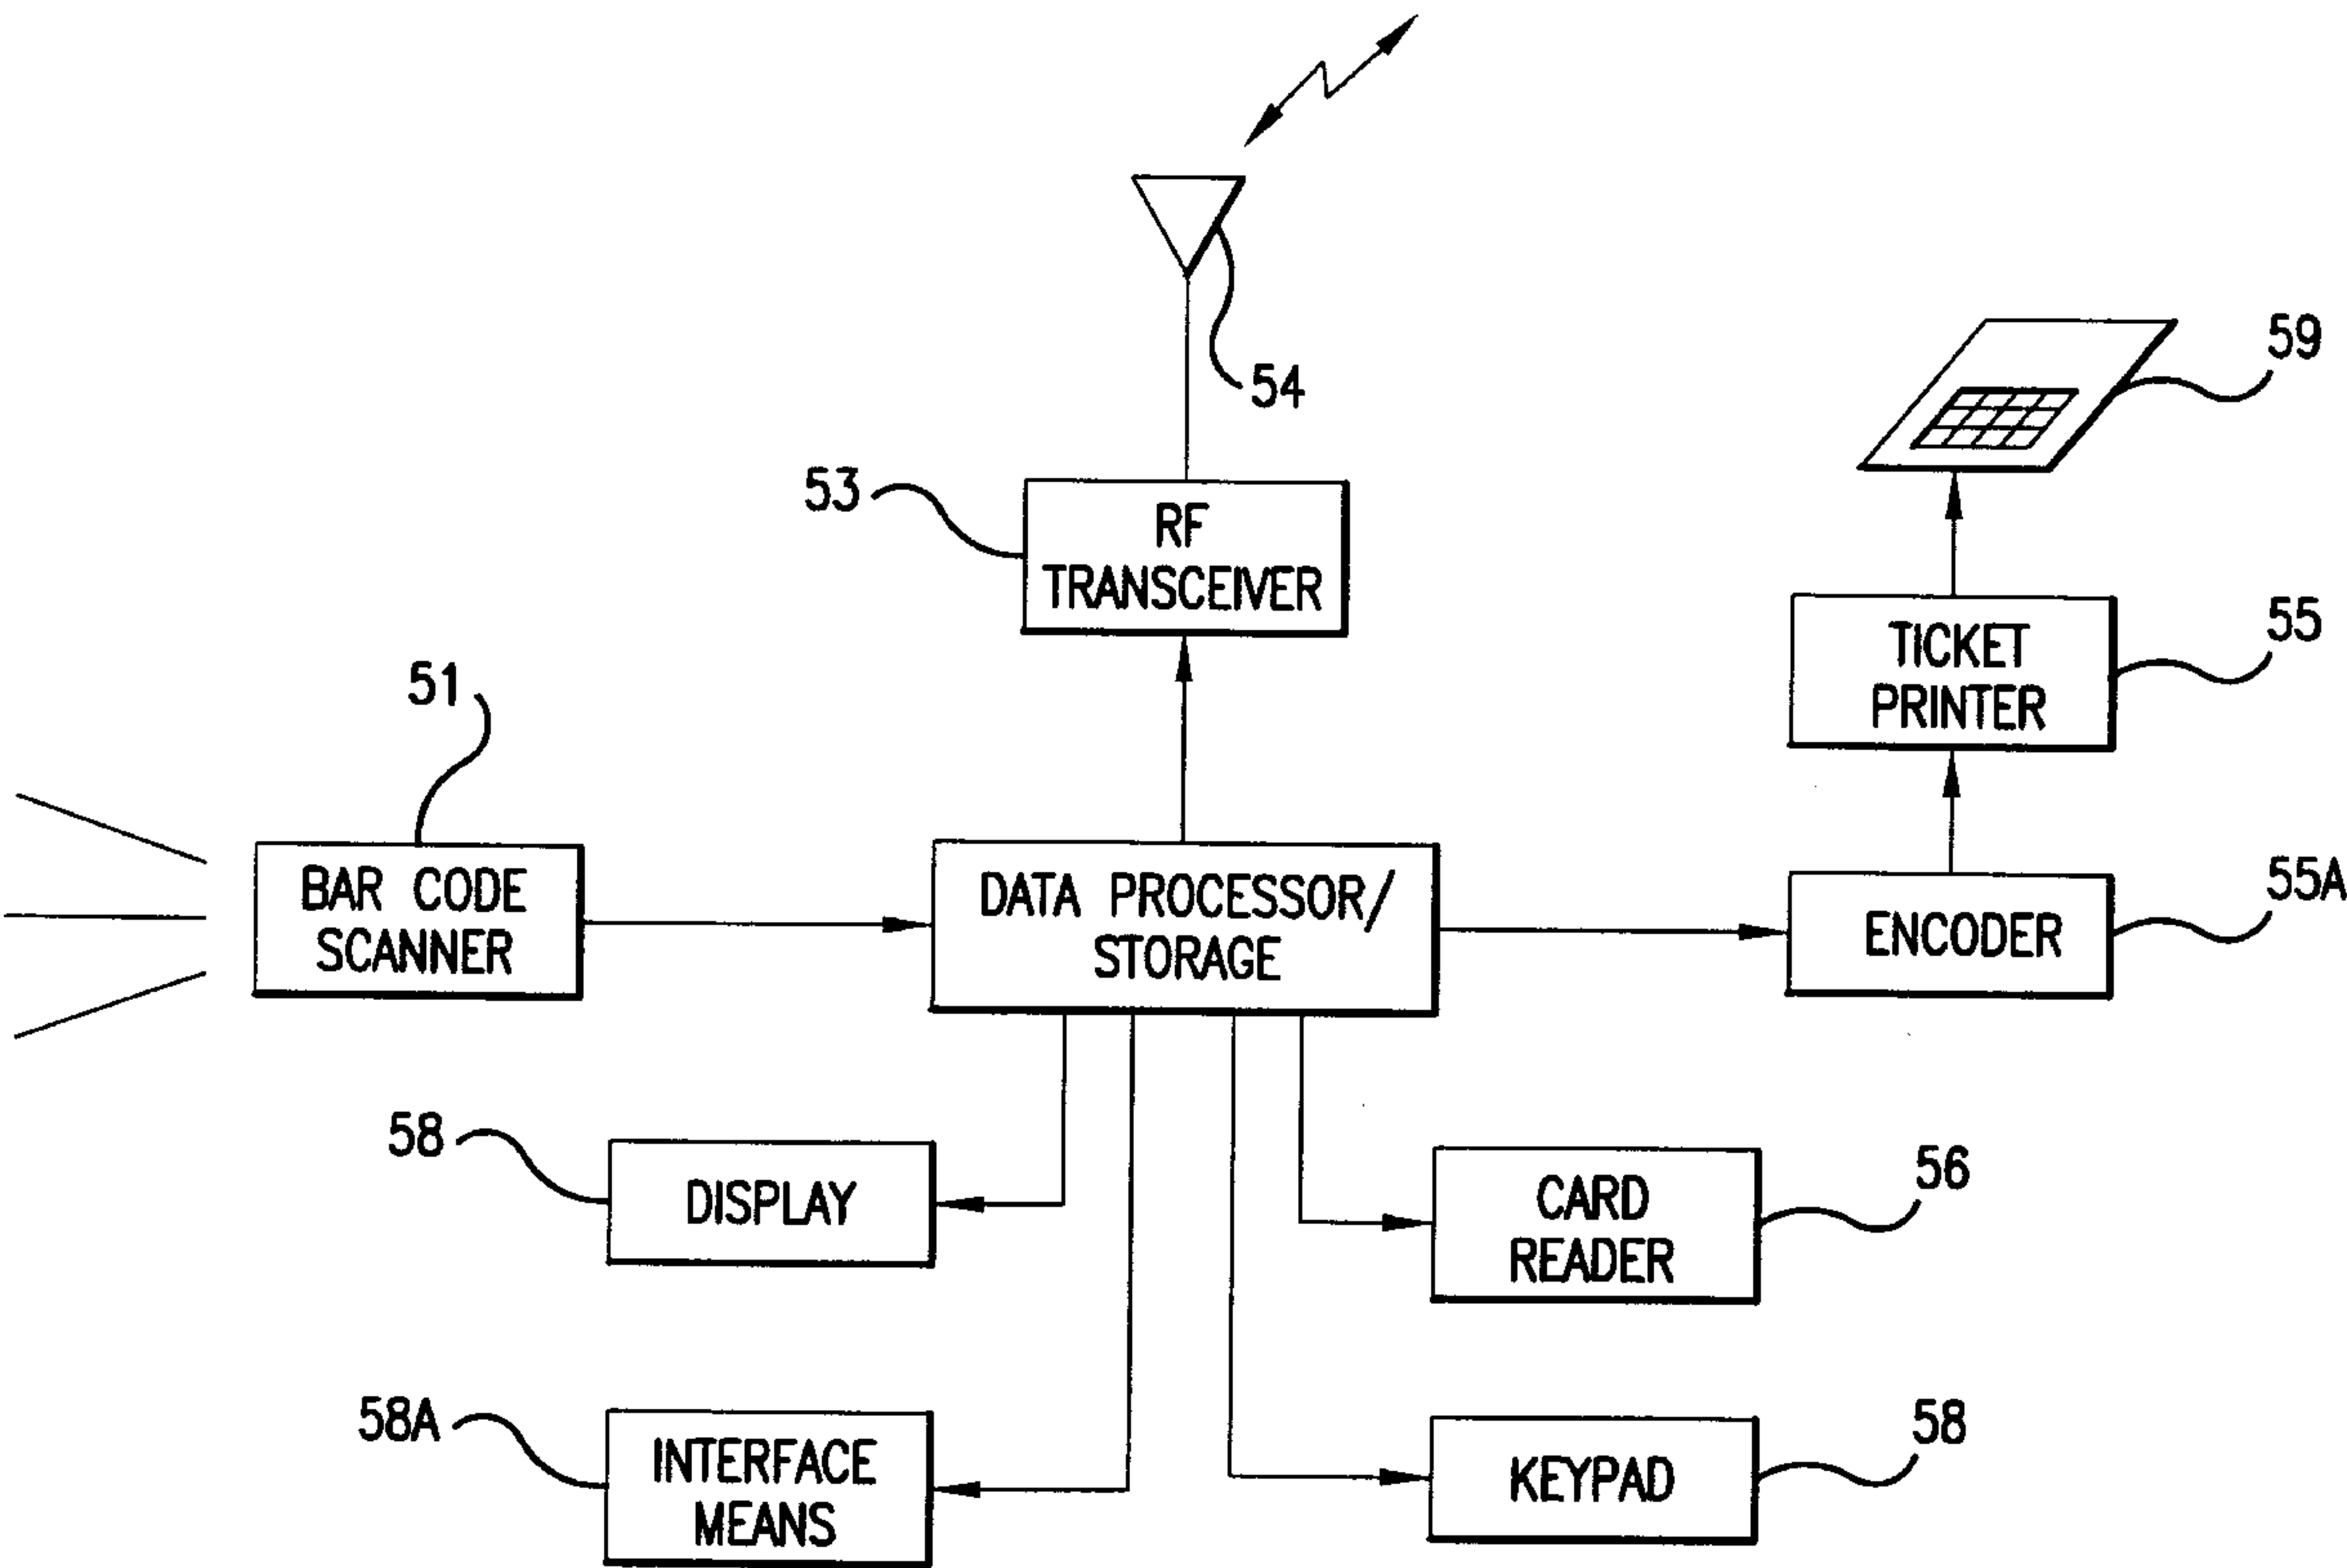 54
59
53
RF
TRANSCEIVER
55
TICKET
PRINTER
51
BAR CODE
SCANNER
DATA PROCESSOR/
STORAGE
55A
ENCODER
58
DISPLAY
56
CARD
READER
58A
INTERFACE
MEANS
58
KEYPAD